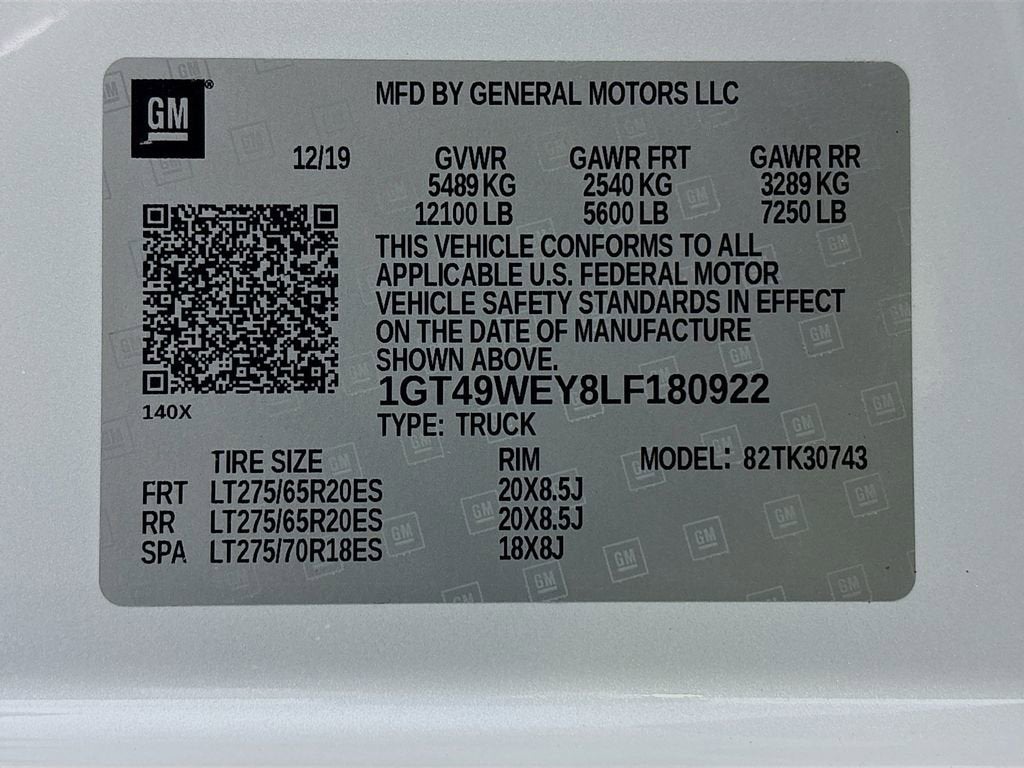 GM®
MFD BY GENERAL MOTORS LLC
12/19 GVWR GAWR FRT GAWR RR
5489 KG 2540 KG 3289 KG
12100 LB 5600 LB 7250 LB
THIS VEHICLE CONFORMS TO ALL
APPLICABLE U.S. FEDERAL MOTOR
VEHICLE SAFETY STANDARDS IN EFFECT
ON THE DATE OF MANUFACTURE
SHOWN ABOVE.
1GT49WEY8LF180922
140X
TYPE: TRUCK
TIRE SIZE RIM MODEL: 82TK30743
FRT LT275/65R20ES 20X8.5J
RR LT275/65R20ES 20X8.5J
SPA LT275/70R18ES 18X8J